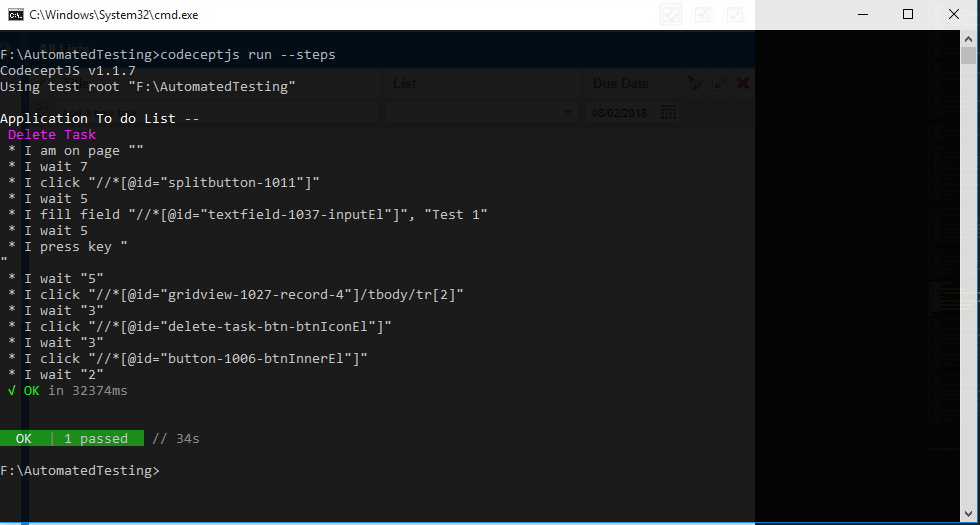 C:\Windows\System32\cmd.exe
F:\AutomatedTesting>codeceptjs run --steps
CodeceptJS v1.1.7
List
Due Date
Using test root "F:\AutomatedTesting"
08/02/2018
Application To do List --
Delete Task
* I am on page ""
* I wait 7
* I click "//*[@id="splitbutton-1011"]"
* I wait 5
* I fill field "//*[@id="textfield-1037-inputEl"]", "Test 1"
* I wait 5
* I press key "
"
* I wait "5"
* I click "//*[@id="gridview-1027-record-4"]/tbody/tr[2]"
* I wait "3"
* I click "//*[@id="delete-task-btn-btnIconEl"]"
* I wait "3"
* I click "//*[@id="button-1006-btnInnerEl"]"
* I wait "2"
√ OK in 32374ms
OK | 1 passed // 34s
F:\AutomatedTesting>